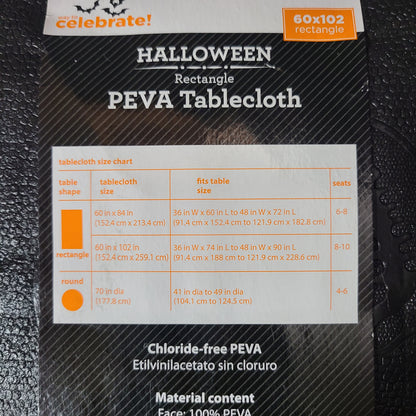 way to
celebrate!
60x102
rectangle
HALLOWEEN
Rectangle
PEVA Tablecloth
tablecloth size chart
table shape tablecloth size fits table size seats
rectangle 60 in x 84 in (152.4 cm x 213.4 cm) 36 in W x 60 in L to 48 in W x 72 in L (91.4 cm x 152.4 cm to 121.9 cm x 182.8 cm) 6-8
60 in x 102 in (152.4 cm x 259.1 cm) 36 in W x 74 in L to 48 in W x 90 in L (91.4 cm x 188 cm to 121.9 cm x 228.6 cm) 8-10
round 70 in dia (177.8 cm) 41 in dia to 49 in dia (104.1 cm to 124.5 cm) 4-6
Chloride-free PEVA
Etilvinilacetato sin cloruro
Material content
Face: 100% PEVA